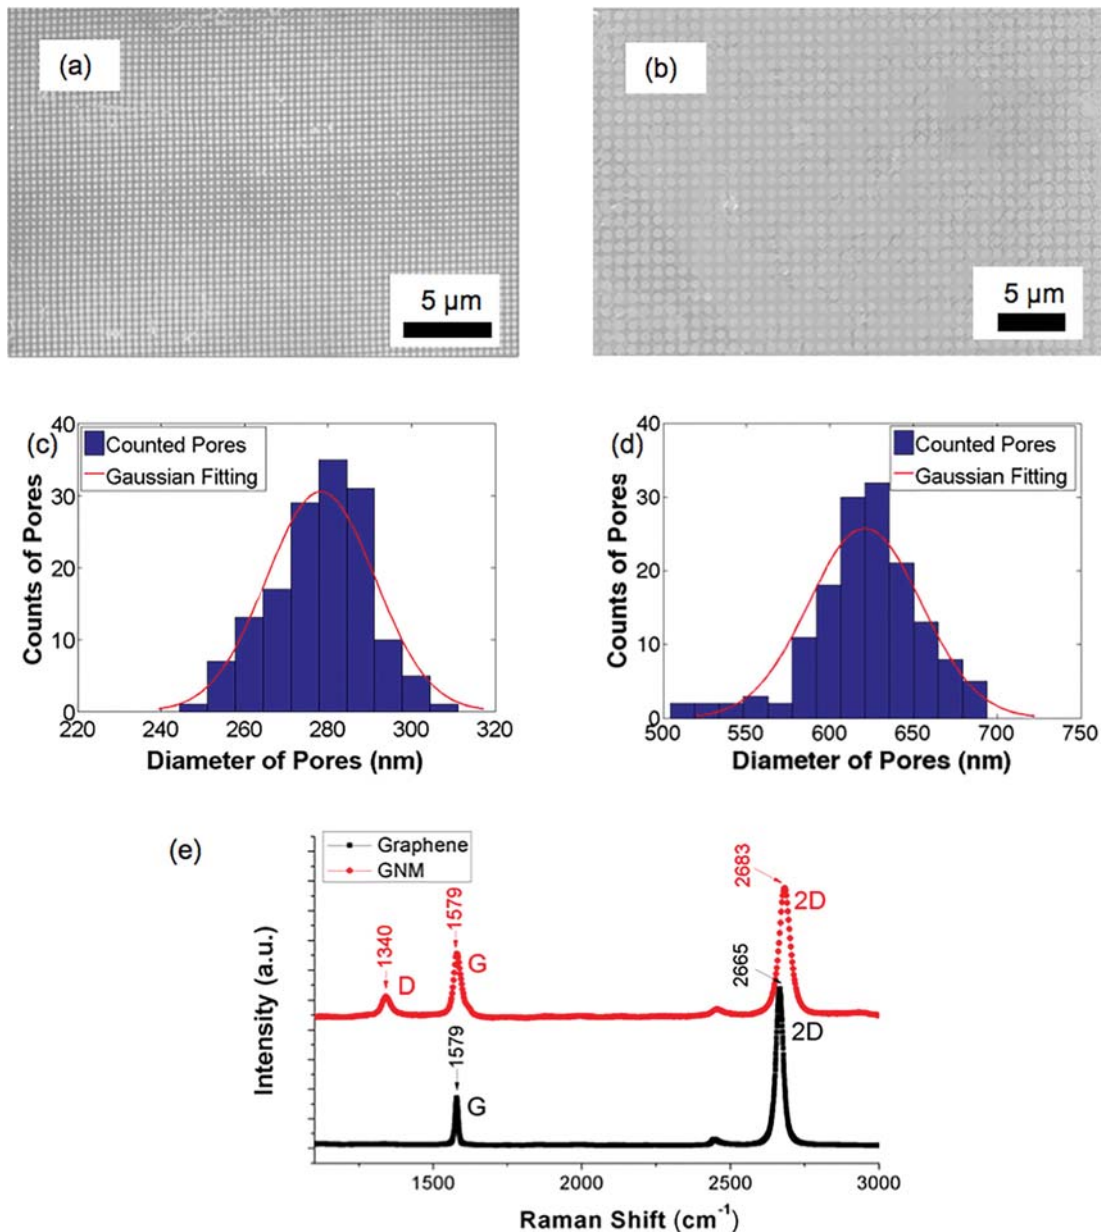 (a)
5 µm
(b)
5 µm
(c)
40
30
20
10
0
220
240
260
280
300
320
Counted Pores
Gaussian Fitting
Counts of Pores
Diameter of Pores (nm)
(d)
40
30
20
10
0
500
550
600
650
700
750
Counted Pores
Gaussian Fitting
Counts of Pores
Diameter of Pores (nm)
(e)
Graphene
GNM
1340
D
1579
G
2683
2D
1579
G
2665
2D
Intensity (a.u.)
1500
2000
2500
3000
Raman Shift (cm⁻¹)